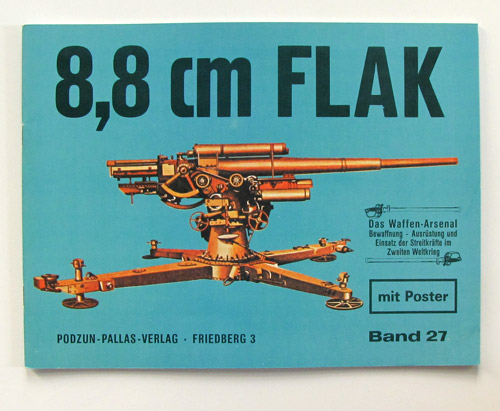 8,8 cm FLAK
Das Waffen-Arsenal
Bewaffnung · Ausrüstung und
Einsatz der Streitkräfte im
Zweiten Weltkrieg
mit Poster
PODZUN-PALLAS-VERLAG · FRIEDBERG 3
Band 27